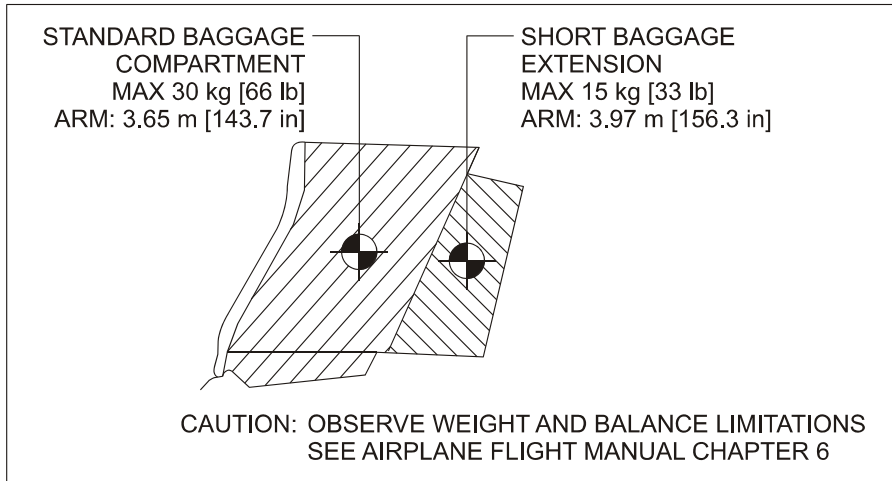 STANDARD BAGGAGE
COMPARTMENT
MAX 30 kg [66 lb]
ARM: 3.65 m [143.7 in]
SHORT BAGGAGE
EXTENSION
MAX 15 kg [33 lb]
ARM: 3.97 m [156.3 in]
CAUTION: OBSERVE WEIGHT AND BALANCE LIMITATIONS
SEE AIRPLANE FLIGHT MANUAL CHAPTER 6